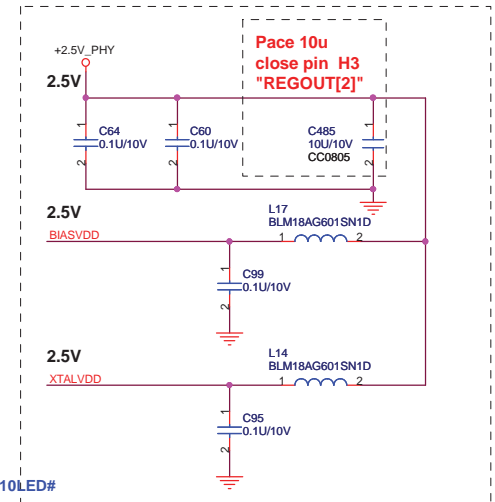 +2.5V_PHY
2.5V
Pace 10u
close pin H3
"REGOUT[2]"
1
C64
0.1U/10V
2
1
C60
0.1U/10V
2
1
C485
10U/10V
CC0805
2
2.5V
BIASVDD
L17
BLM18AG601SN1D
1 2
1
C99
0.1U/10V
2
2.5V
XTALVDD
L14
BLM18AG601SN1D
1 2
1
C95
0.1U/10V
2
10LED#